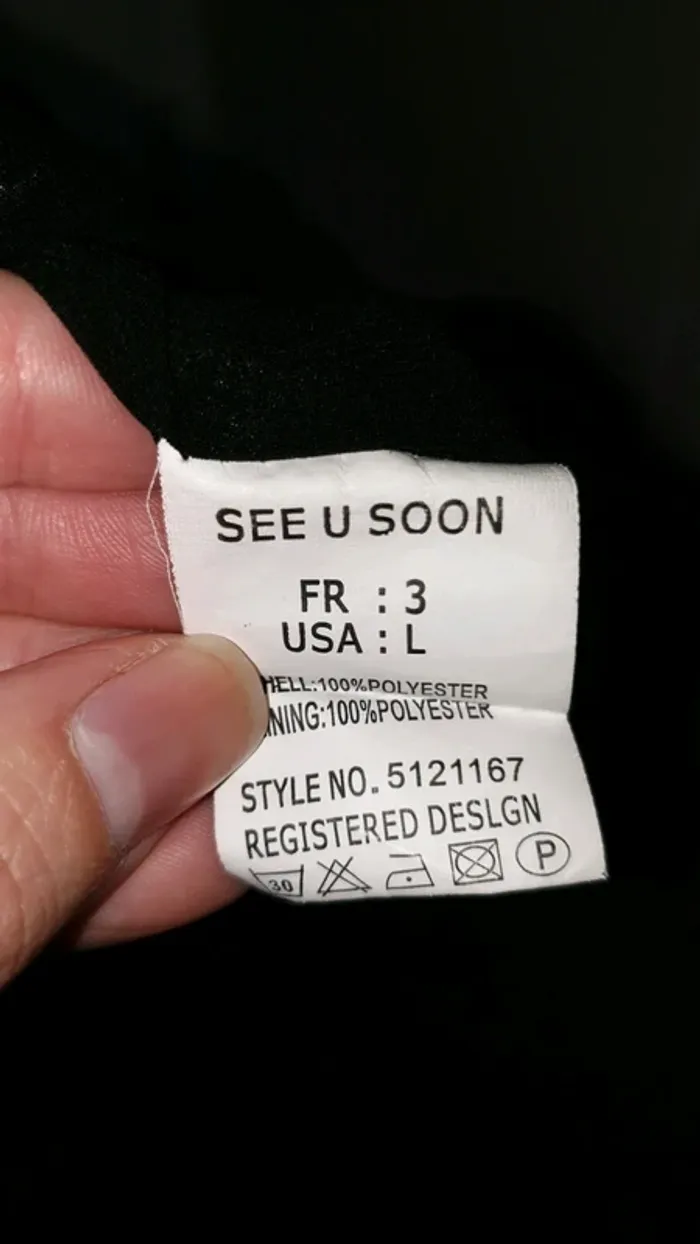 SEE U SOON
FR : 3
USA : L
HELL:100%POLYESTER
NING:100%POLYESTER
STYLE NO. 5121167
REGISTERED DESLGN
30 P